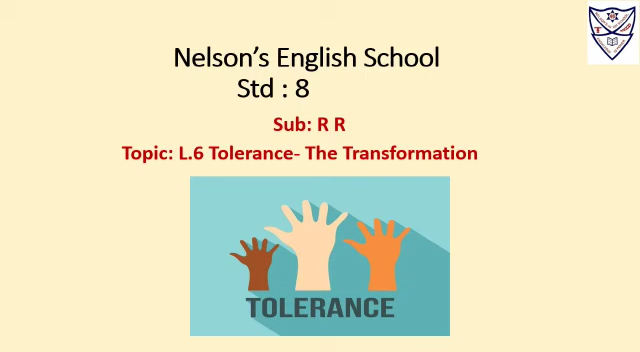 Nelson’s English School
Std : 8
Sub: R R
Topic: L.6 Tolerance- The Transformation
TOLERANCE